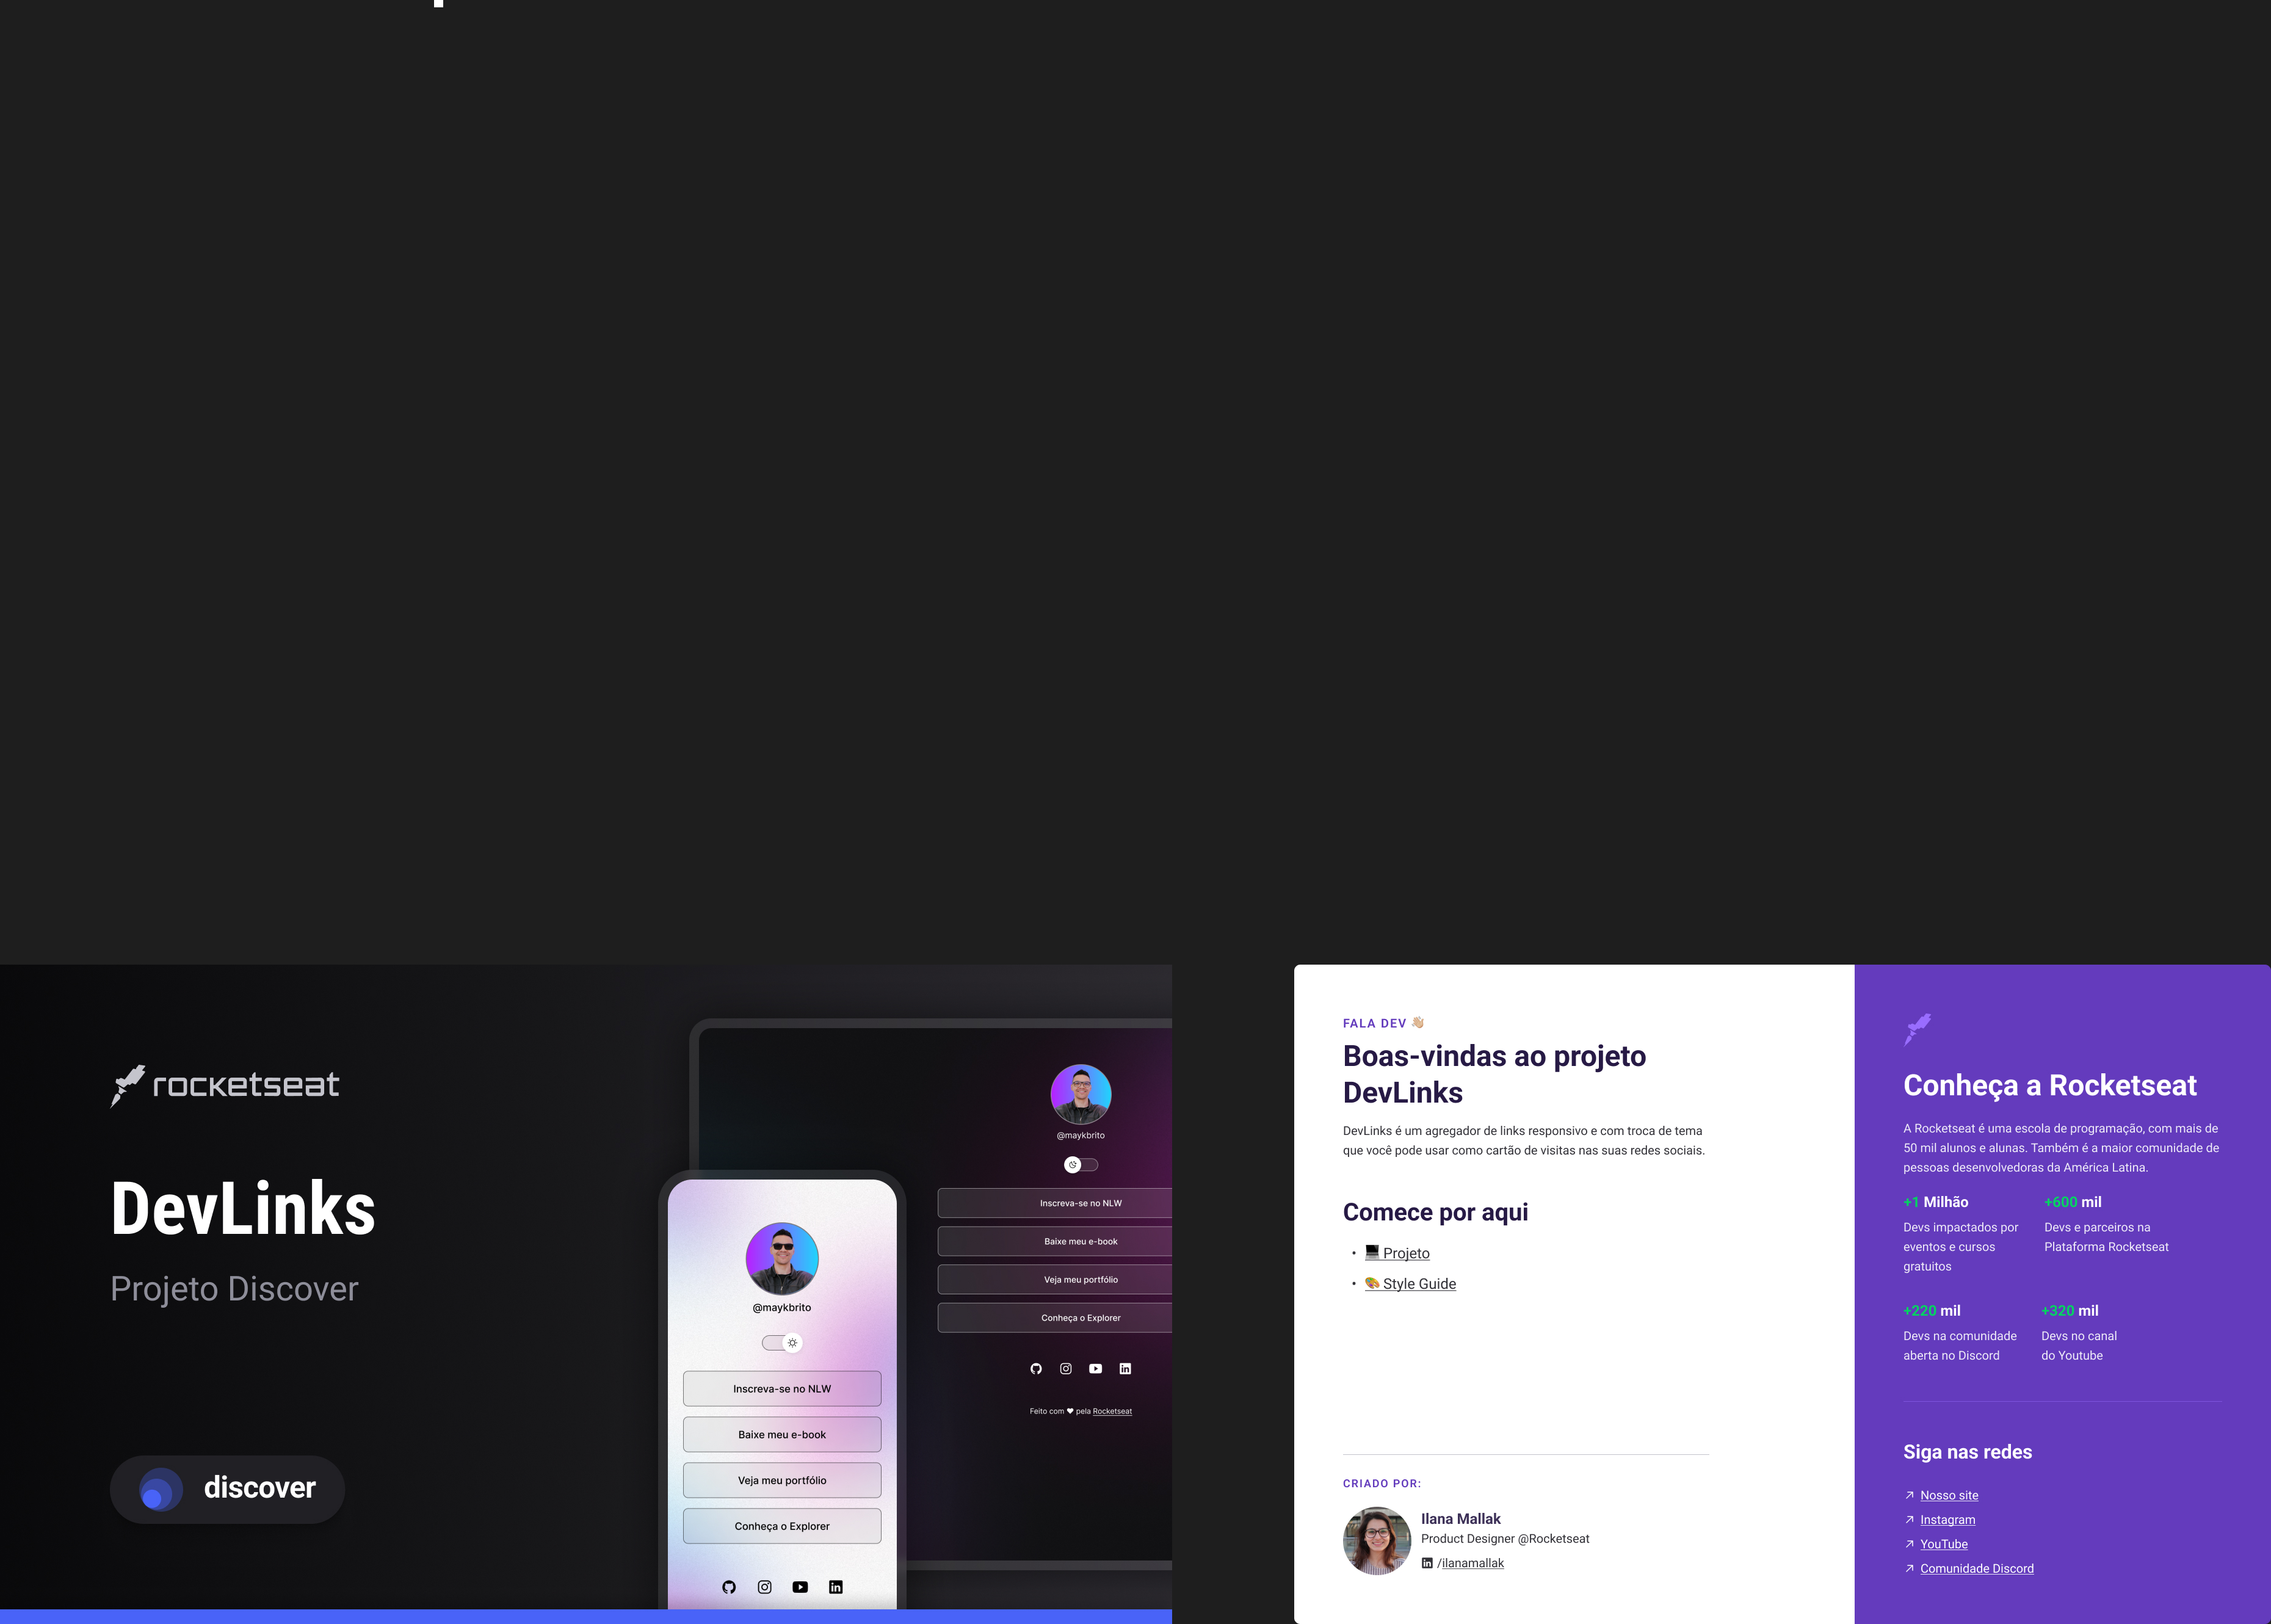 rocketseat
DevLinks
Projeto Discover
discover
@maykbrito
Inscreva-se no NLW
Baixe meu e-book
Veja meu portfólio
Conheça o Explorer
@maykbrito
Inscreva-se no NLW
Baixe meu e-book
Veja meu portfólio
Conheça o Explorer
Feito com ♥ pela Rocketseat
FALA DEV 👋🏼
Boas-vindas ao projeto
DevLinks
DevLinks é um agregador de links responsivo e com troca de tema
que você pode usar como cartão de visitas nas suas redes sociais.
Comece por aqui
• 💻 Projeto
• 🎨 Style Guide
CRIADO POR:
Ilana Mallak
Product Designer @Rocketseat
in /ilanamallak
Conheça a Rocketseat
A Rocketseat é uma escola de programação, com mais de
50 mil alunos e alunas. Também é a maior comunidade de
pessoas desenvolvedoras da América Latina.
+1 Milhão
Devs impactados por
eventos e cursos
gratuitos
+600 mil
Devs e parceiros na
Plataforma Rocketseat
+220 mil
Devs na comunidade
aberta no Discord
+320 mil
Devs no canal
do Youtube
Siga nas redes
↗ Nosso site
↗ Instagram
↗ YouTube
↗ Comunidade Discord